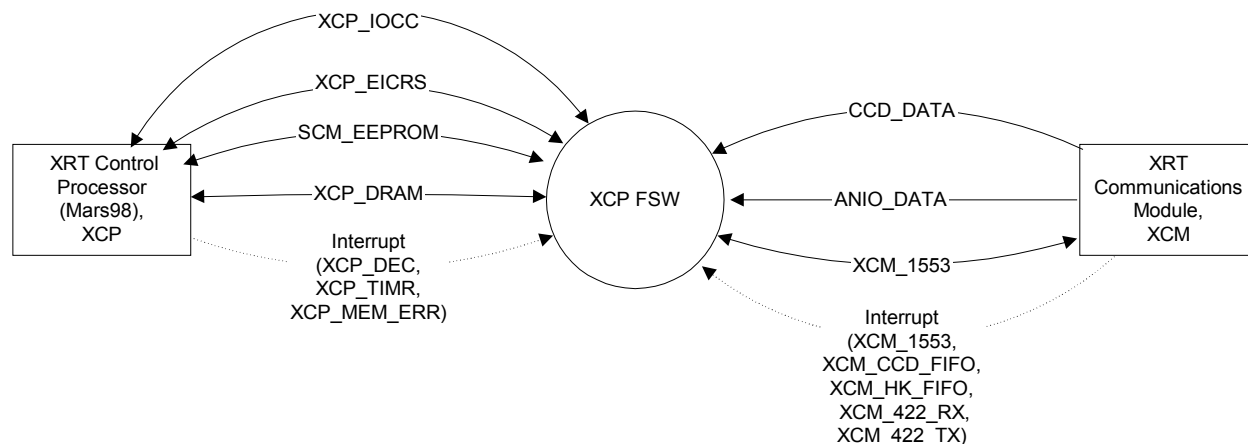 XCP_IOCC
XCP_EICRS
SCM_EEPROM
XCP_DRAM
XRT Control
Processor
(Mars98),
XCP
Interrupt
(XCP_DEC,
XCP_TIMR,
XCP_MEM_ERR)
XCP FSW
CCD_DATA
ANIO_DATA
XCM_1553
XRT
Communications
Module,
XCM
Interrupt
(XCM_1553,
XCM_CCD_FIFO,
XCM_HK_FIFO,
XCM_422_RX,
XCM_422_TX)